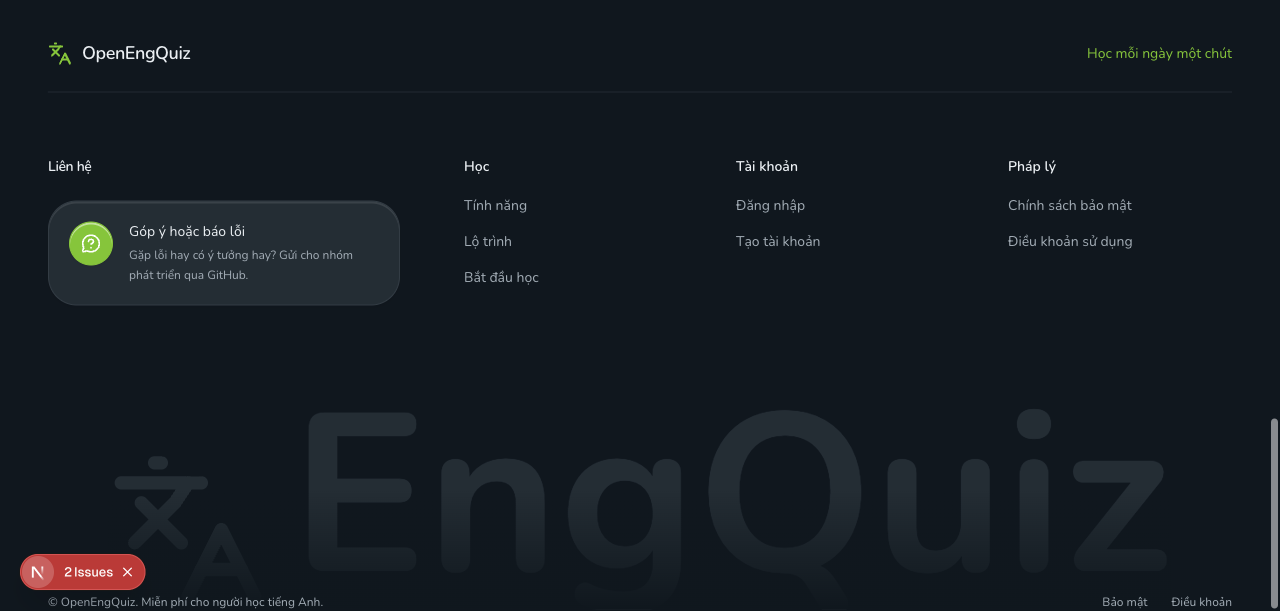 OpenEngQuiz
Học mỗi ngày một chút
Liên hệ
Góp ý hoặc báo lỗi
Gặp lỗi hay có ý tưởng hay? Gửi cho nhóm
phát triển qua GitHub.
Học
Tính năng
Lộ trình
Bắt đầu học
Tài khoản
Đăng nhập
Tạo tài khoản
Pháp lý
Chính sách bảo mật
Điều khoản sử dụng
EngQuiz
N 2 Issues
© OpenEngQuiz. Miễn phí cho người học tiếng Anh.
Bảo mật
Điều khoản